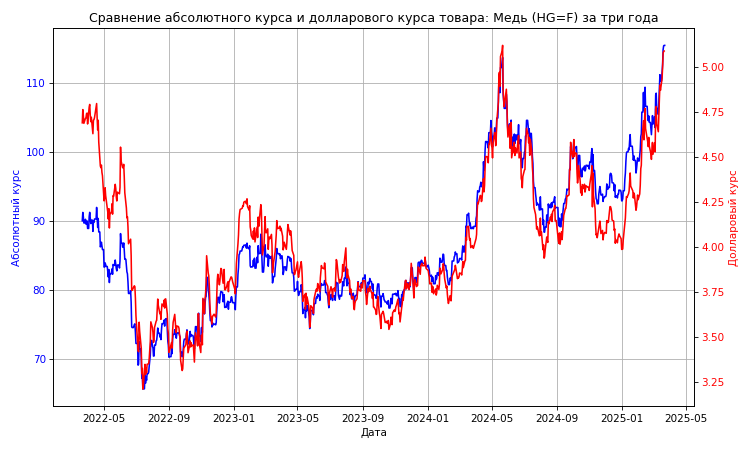 Сравнение абсолютного курса и долларового курса товара: Медь (HG=F) за три года
Абсолютный курс
110
100
90
80
70
5.00
4.75
4.50
4.25
4.00
3.75
3.50
3.25
Долларовый курс
2022-05 2022-09 2023-01 2023-05 2023-09 2024-01 2024-05 2024-09 2025-01 2025-05
Дата